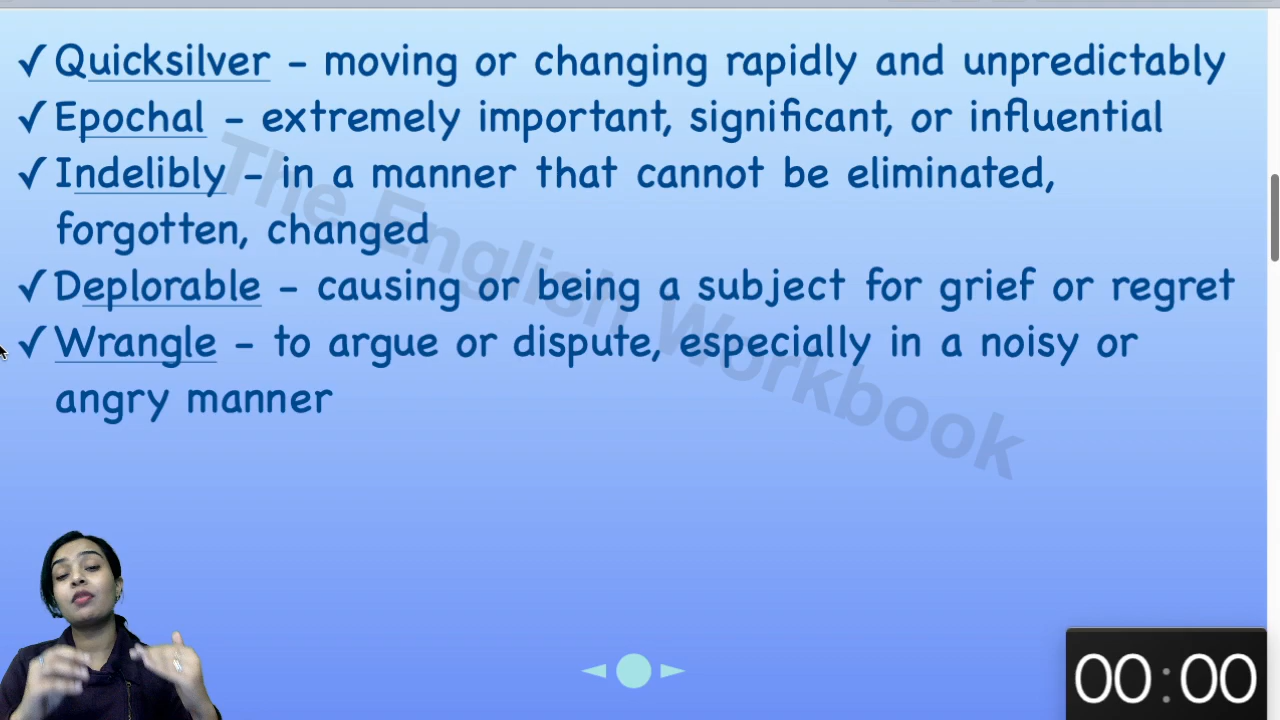 ✓ Quicksilver – moving or changing rapidly and unpredictably
✓ Epochal – extremely important, significant, or influential
✓ Indelibly – in a manner that cannot be eliminated,
forgotten, changed
✓ Deplorable – causing or being a subject for grief or regret
✓ Wrangle – to argue or dispute, especially in a noisy or
angry manner
The English Workbook
00:00